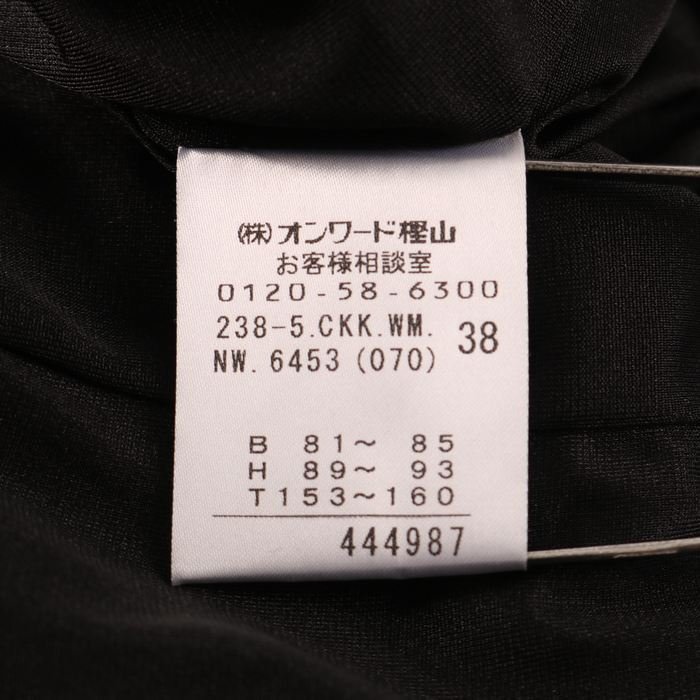 (株)オンワード樫山
お客様相談室
0120-58-6300
238-5.CKK.WM.
38
NW.6453(070)
B 81～ 85
H 89～ 93
T153～160
444987